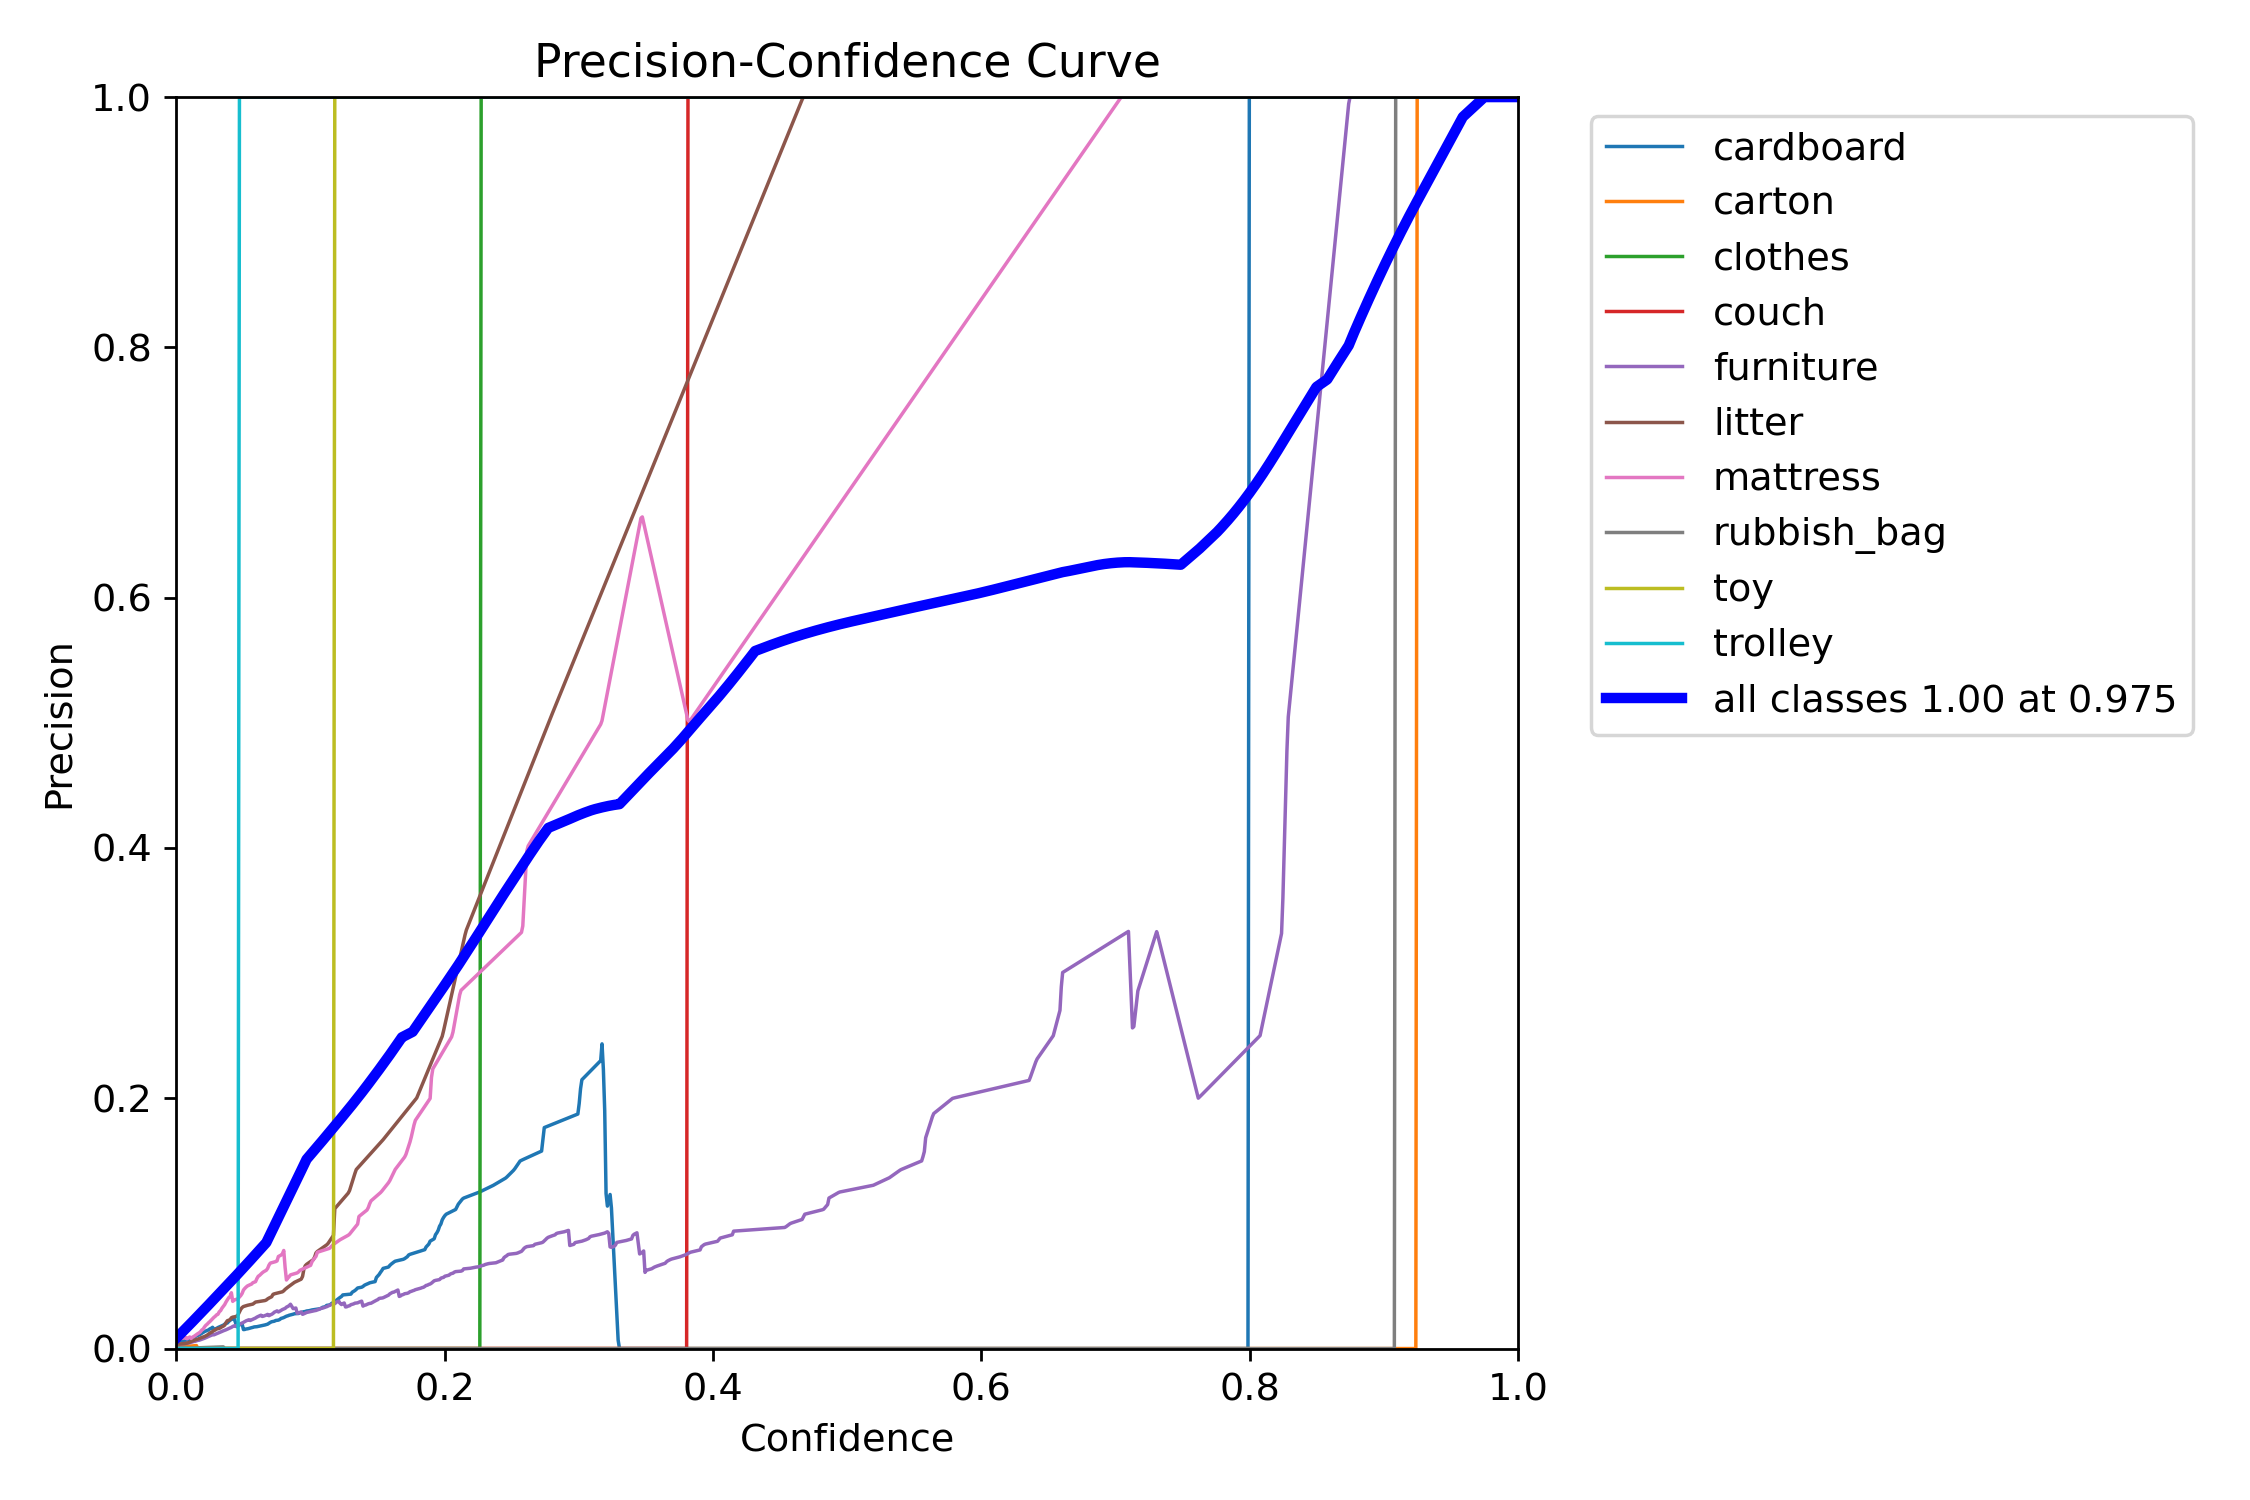 Precision-Confidence Curve
1.0
0.8
0.6
0.4
0.2
0.0
Precision
0.0 0.2 0.4 0.6 0.8 1.0
Confidence
cardboard
carton
clothes
couch
furniture
litter
mattress
rubbish_bag
toy
trolley
all classes 1.00 at 0.975